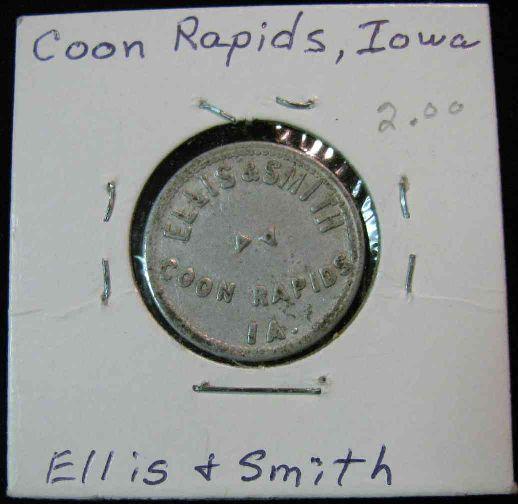 Coon Rapids, Iowa
2.00
ELLIS & SMITH
COON RAPIDS
IA.
Ellis & Smith